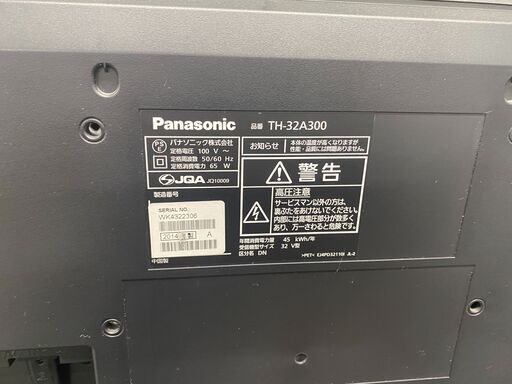 Panasonic 品番 TH-32A300
PS
E
パナソニック株式会社
定格電圧 100 V ～
定格周波数 50/60 Hz
定格消費電力 65 W
JQA JQ10009
製造番号
SERIAL NO.
WK4322306
2014 製 A
中国製
お知らせ
本体の温度が高くなりますが
性能・品質には問題ありません。
警告
高圧注意
サービスマン以外の方は、
裏ぶたをあけないでください。
内部には高電圧部分が数多く
あり、万一さわると危険です。
年間消費電力量 45 kWh/年
受信機型サイズ 32 V型
区分名 DN
>PET<